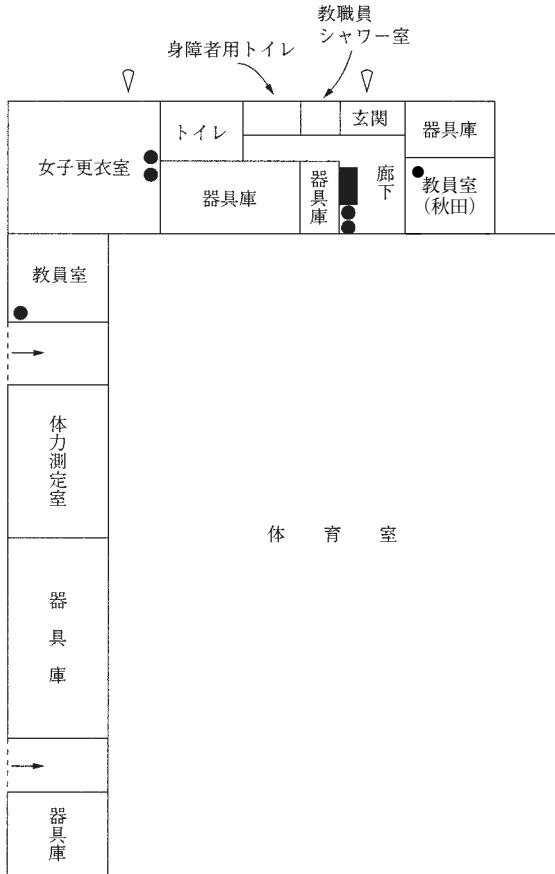 教職員
シャワー室
身障者用トイレ
トイレ
玄関
器具庫
女子更衣室
器具庫
器具庫
廊下
教員室
(秋田)
教員室
体力測定室
体育室
器具庫
器具庫